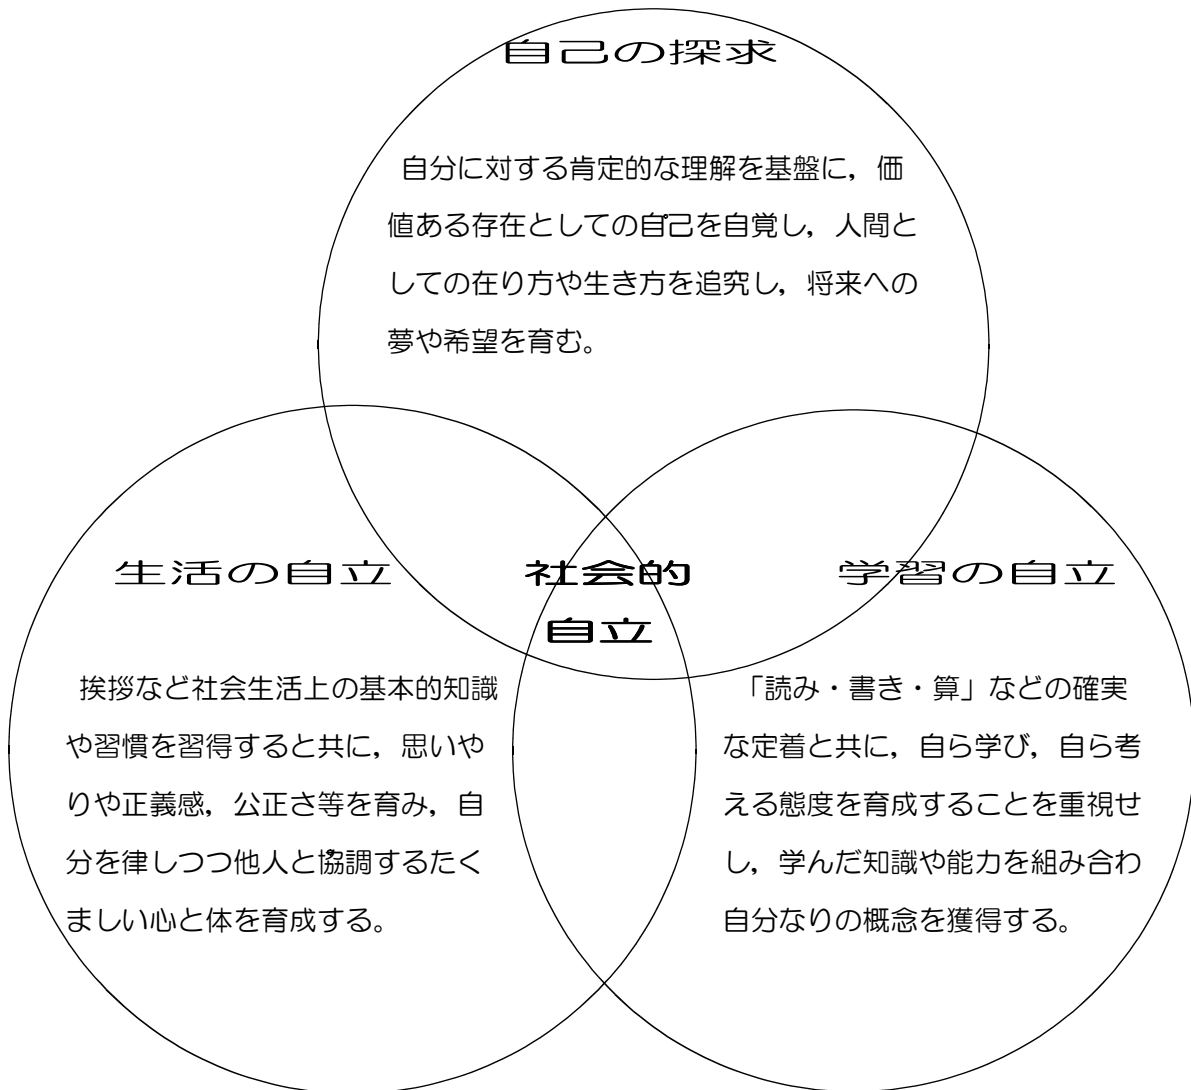 自己の探求
自分に対する肯定的な理解を基盤に，価
値ある存在としての自己を自覚し，人間と
しての在り方や生き方を追究し，将来への
夢や希望を育む。
生活の自立
挨拶など社会生活上の基本的知識
や習慣を習得すると共に，思いや
りや正義感，公正さ等を育み，自
分を律しつつ他人と協調するたく
ましい心と体を育成する。
社会的
自立
学習の自立
「読み・書き・算」などの確実
な定着と共に，自ら学び，自ら考
える態度を育成することを重視せ
し，学んだ知識や能力を組み合わ
自分なりの概念を獲得する。